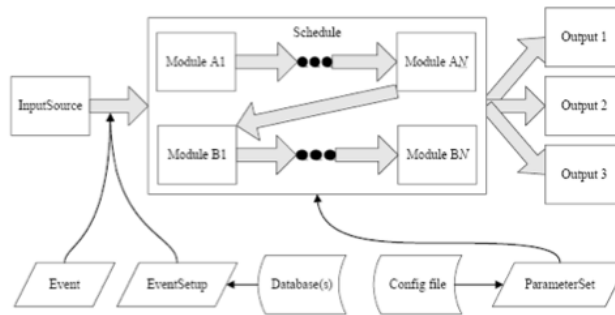 Schedule
Output 1
Module A1
Module AN
InputSource
Output 2
Module B1
Module BN
Output 3
Event
EventSetup
Database(s)
Config file
ParameterSet